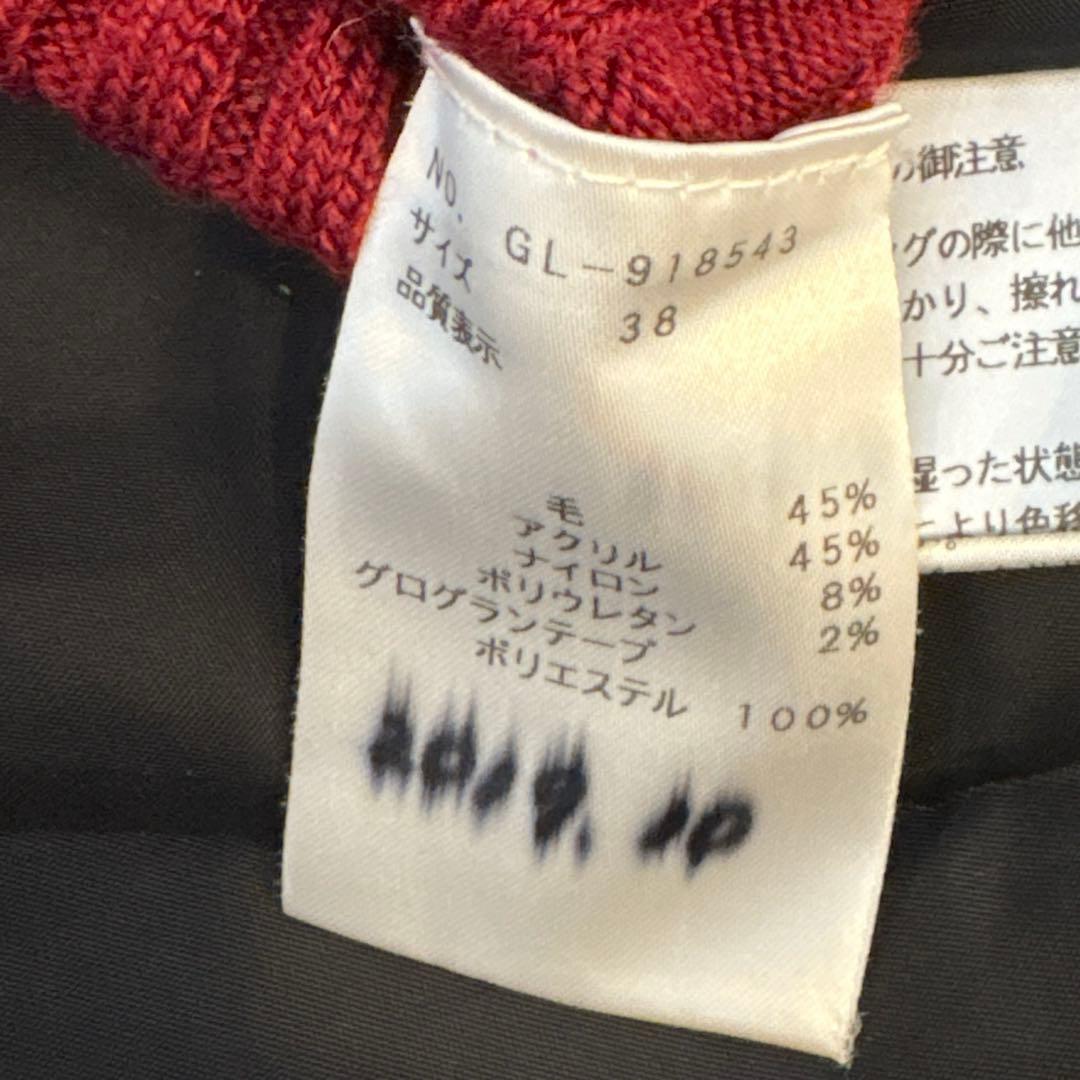 NO. GL-918543
サイズ 38
品質表示
毛 45%
アクリル 45%
ナイロン 8%
ポリウレタン 2%
グログランテープ
ポリエステル 100%
2019.10
の御注意
グの際に他
かり、擦れ
十分ご注意
湿った状態
により色移